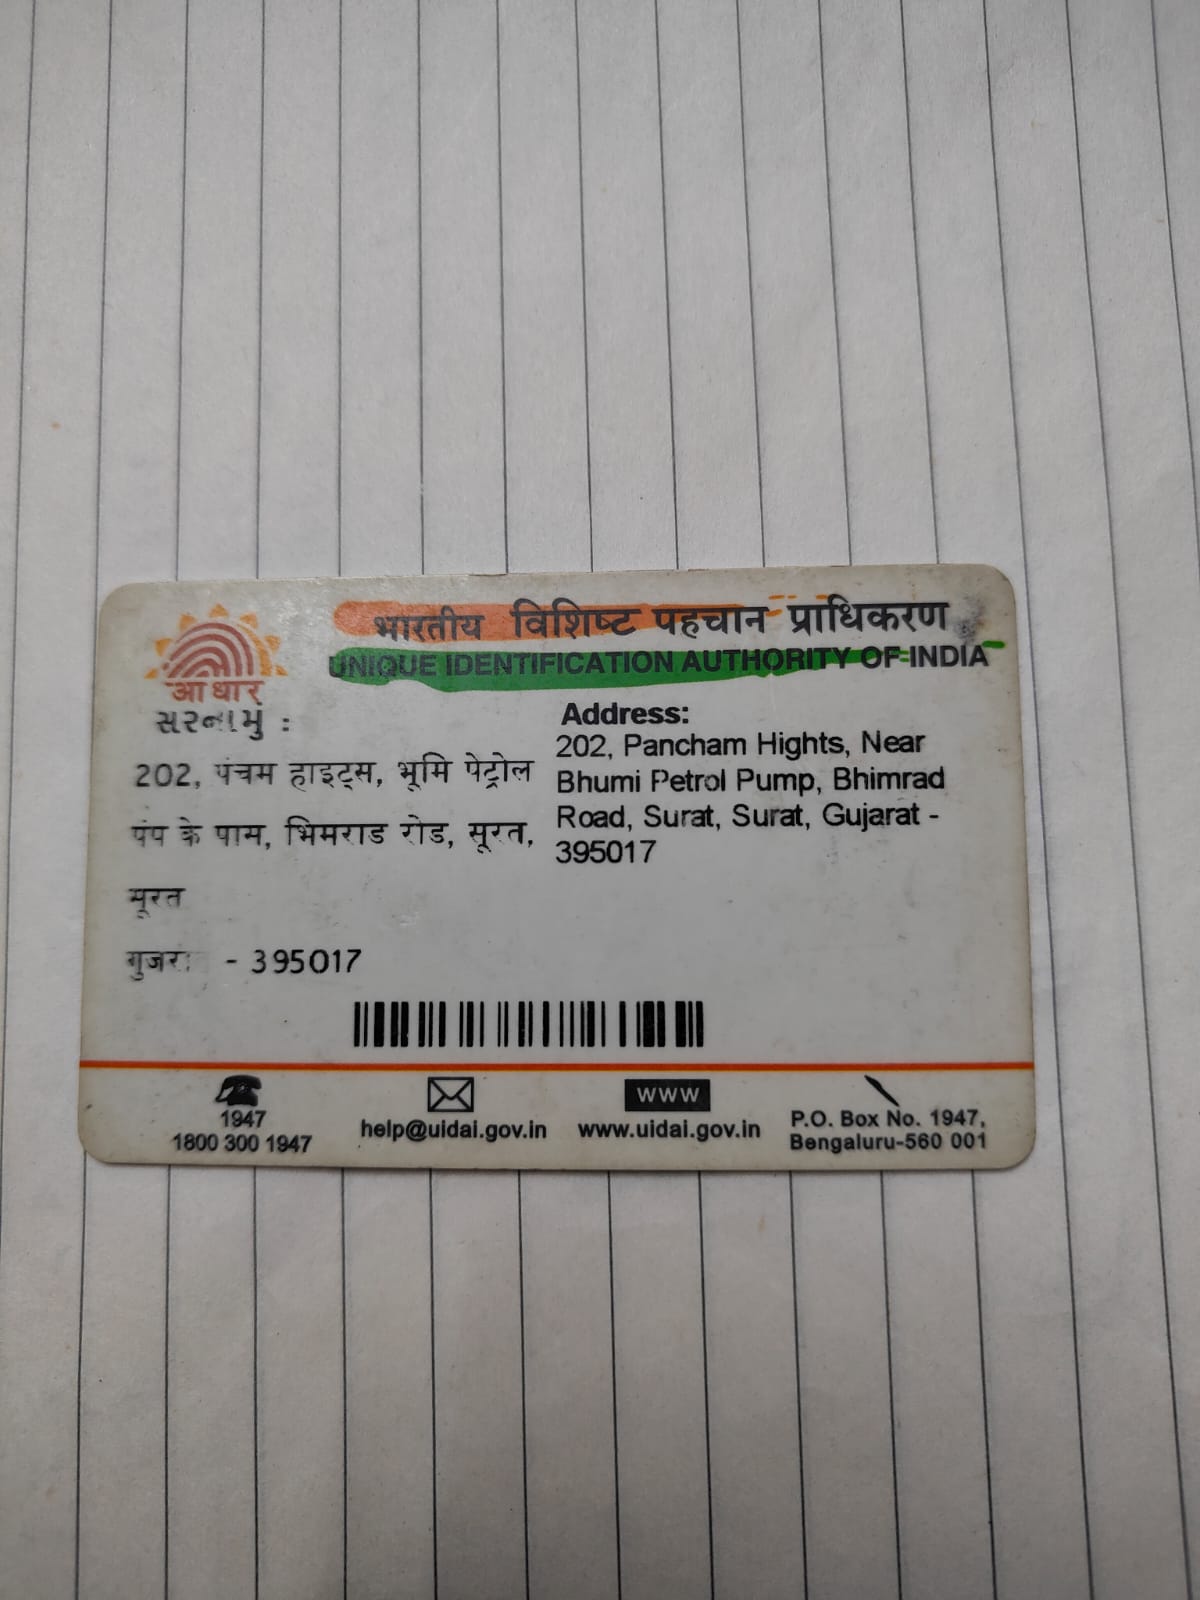 भारतीय विशिष्ट पहचान प्राधिकरण
UNIQUE IDENTIFICATION AUTHORITY OF INDIA
आधार
સરનામુ :
202, पंचम हाइट्स, भूमि पेट्रोल
पंप के पाम, भिमराड रोड, सूरत,
मूरत
- 395017
Address:
202, Pancham Hights, Near
Bhumi Petrol Pump, Bhimrad
Road, Surat, Surat, Gujarat -
395017
1947
1800 300 1947
help@uidai.gov.in
WWW
www.uidai.gov.in
P.O. Box No. 1947,
Bengaluru-560 001